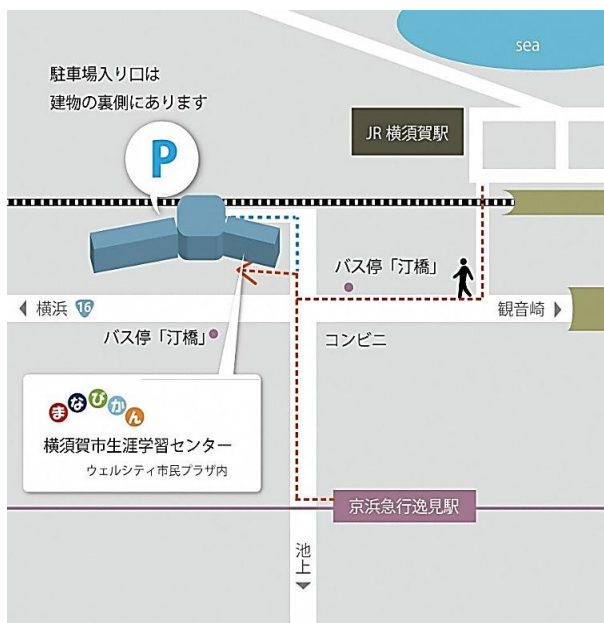 sea
駐車場入り口は
建物の裏側にあります
P
JR 横須賀駅
バス停「汀橋」
横浜 16
観音崎
バス停「汀橋」
コンビニ
まなびかん
横須賀市生涯学習センター
ウェルシティ市民プラザ内
京浜急行逸見駅
池上